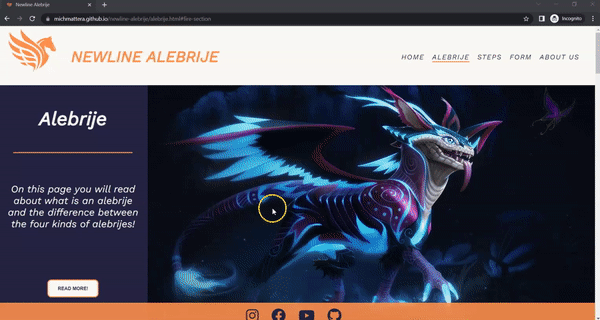 Newline Alebrije
michmattera.github.io/newline-alebrije/alebrije.html#fire-section
Incognito
NEWLINE ALEBRIJE
HOME ALEBRIJE STEPS FORM ABOUT US
Alebrije
On this page you will read
about what is an alebrije
and the difference between
the four kinds of alebrijes!
READ MORE!